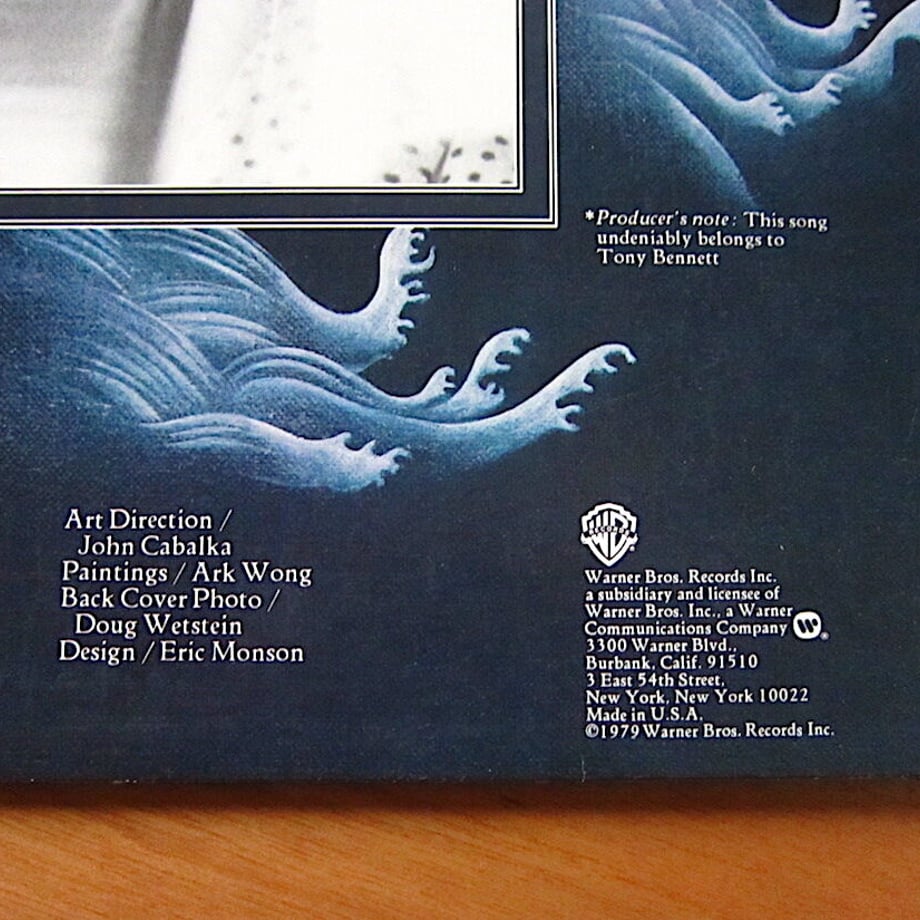 *Producer's note: This song
undeniably belongs to
Tony Bennett
Art Direction /
John Cabalka
Paintings / Ark Wong
Back Cover Photo /
Doug Wetstein
Design / Eric Monson
WB
RECORDS
®
Warner Bros. Records Inc.
a subsidiary and licensee of
Warner Bros. Inc., a Warner
Communications Company ®
3300 Warner Blvd.,
Burbank, Calif. 91510
3 East 54th Street,
New York, New York 10022
Made in U.S.A.
©1979 Warner Bros. Records Inc.